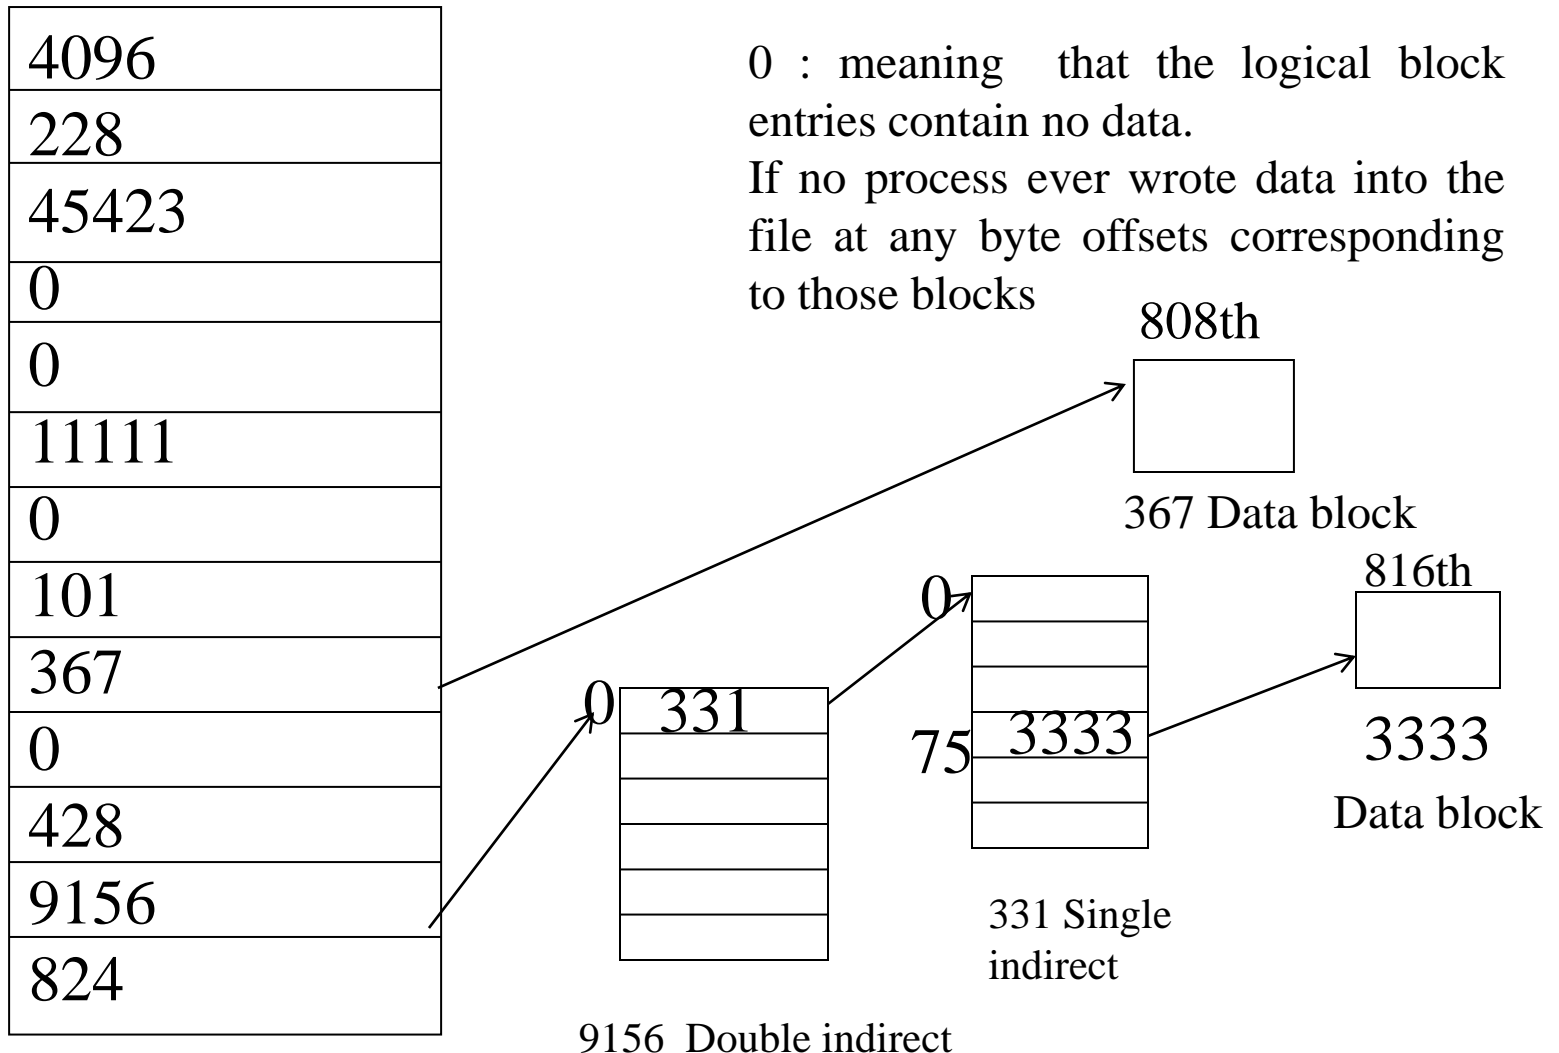 4096
228
45423
0
0
11111
0
101
367
0
428
9156
824
0 : meaning that the logical block
entries contain no data.
If no process ever wrote data into the
file at any byte offsets corresponding
to those blocks
808th
367 Data block
816th
3333
Data block
0
75
3333
331 Single
indirect
0
331
9156 Double indirect